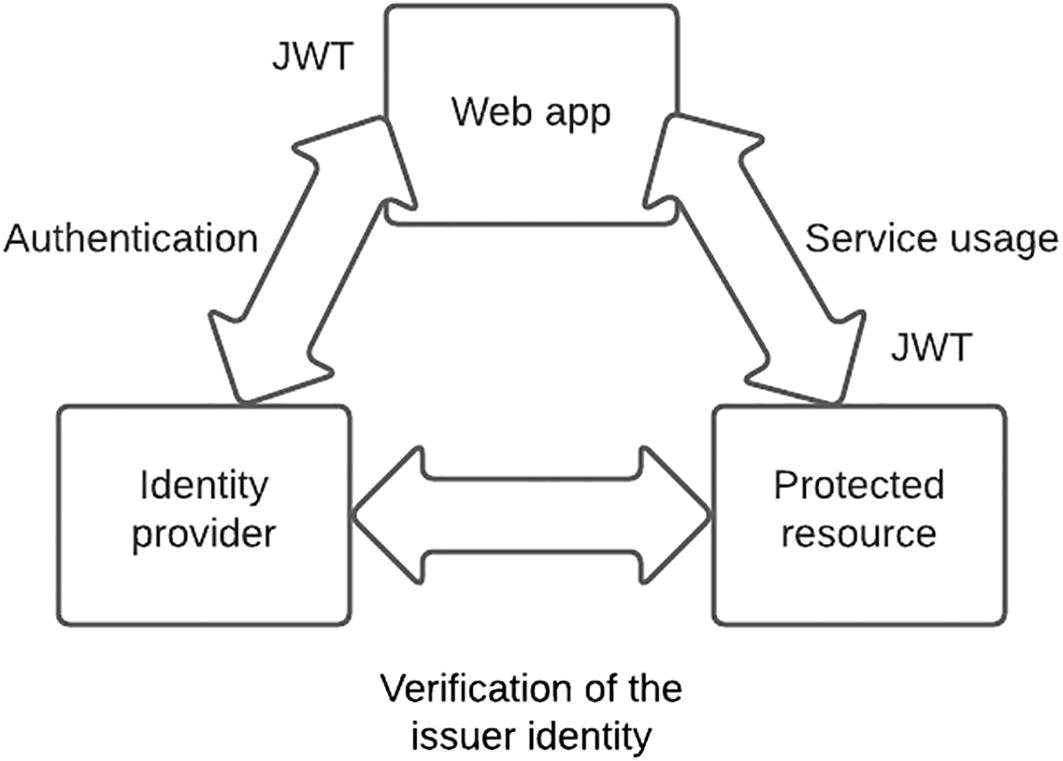 JWT
Web app
Authentication
Service usage
JWT
Identity
provider
Protected
resource
Verification of the
issuer identity